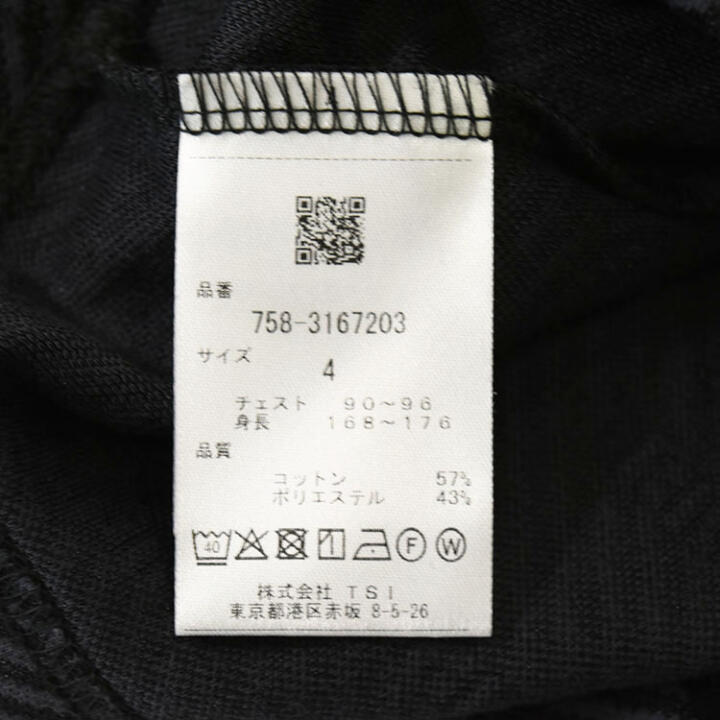 品番
758-3167203
サイズ
4
チェスト 90~96
身長 168~176
品質
コットン 57%
ポリエステル 43%
40 F W
株式会社 TSI
東京都港区赤坂 8-5-26